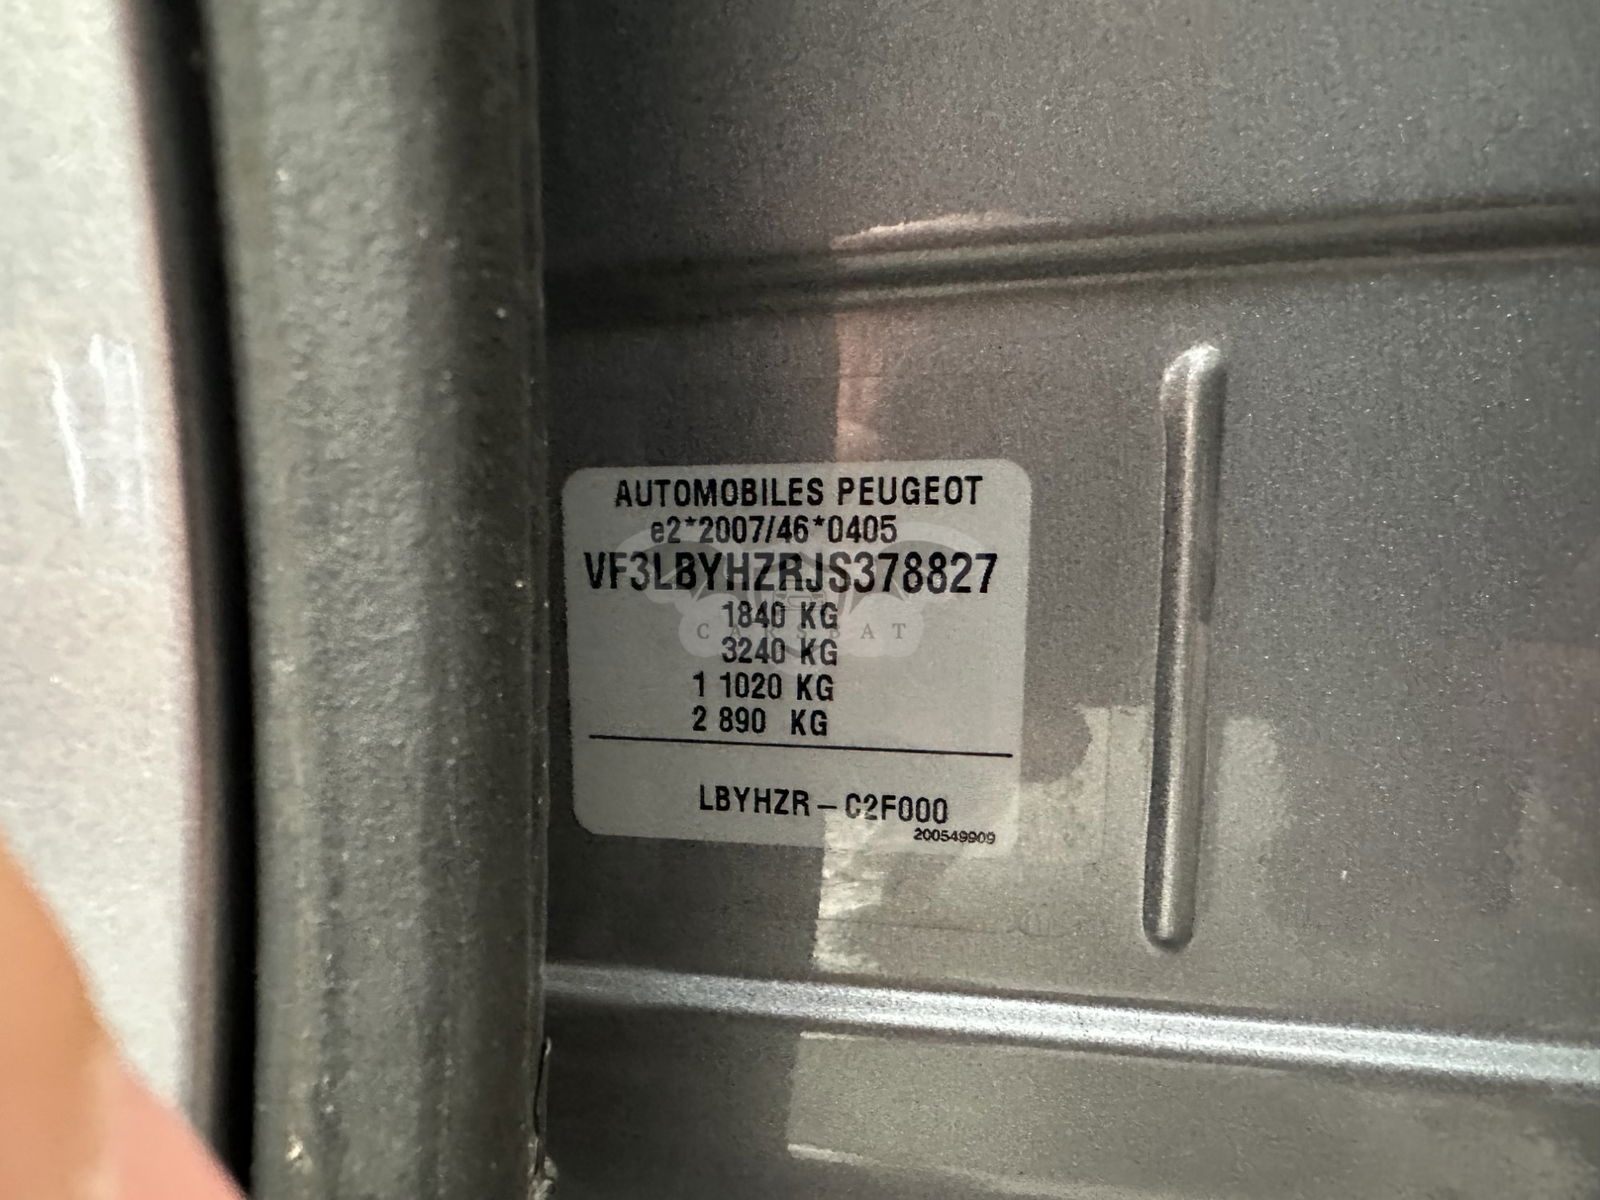 AUTOMOBILES PEUGEOT
e2*2007/46*0405
VF3LBYHZRJS378827
1840 KG
CARSBAT
3240 KG
1 1020 KG
2 890 KG
LBYHZR – C2F000
200549909